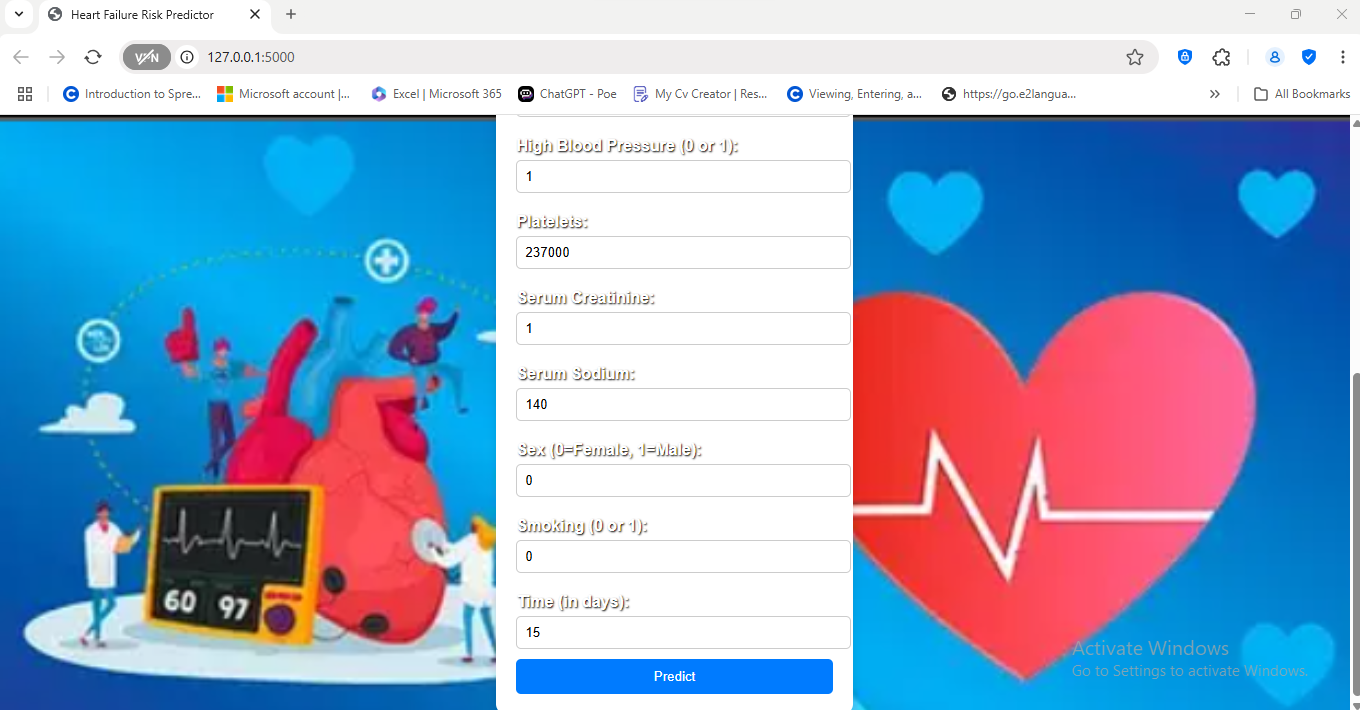 Heart Failure Risk Predictor
VPN
127.0.0.1:5000
Introduction to Spre...
Microsoft account |...
Excel | Microsoft 365
ChatGPT - Poe
My Cv Creator | Res...
Viewing, Entering, a...
https://go.e2langua...
All Bookmarks
High Blood Pressure (0 or 1):
1
Platelets:
237000
Serum Creatinine:
1
Serum Sodium:
140
Sex (0=Female, 1=Male):
0
Smoking (0 or 1):
0
Time (in days):
15
Predict
60 97
Activate Windows
Go to Settings to activate Windows.